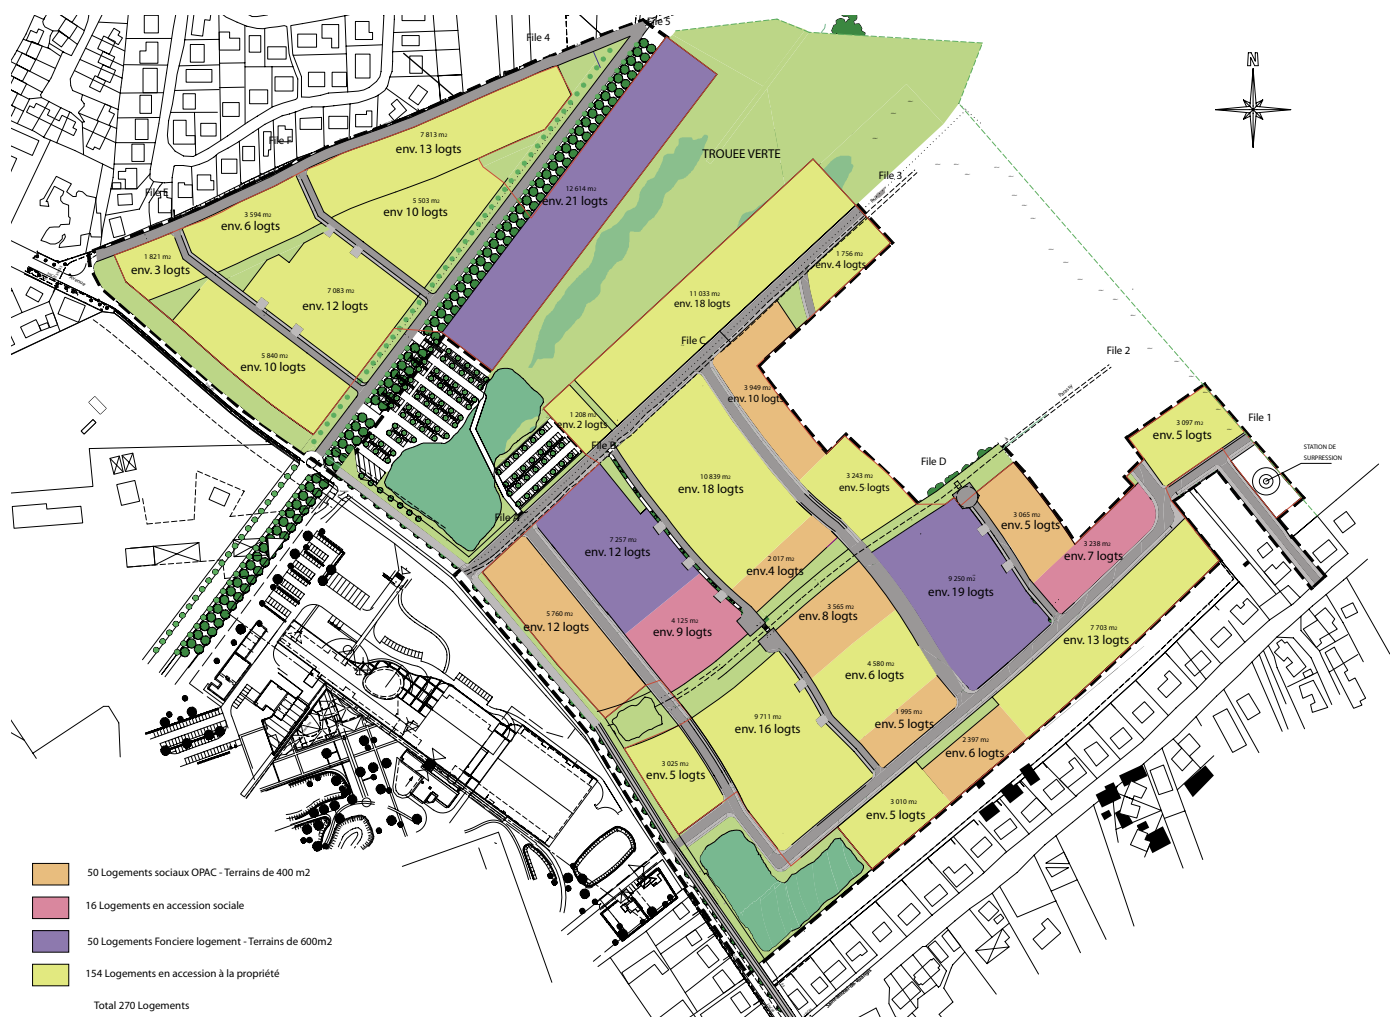 File 5
File 4
N
7 813 m2
env. 13 logts
File F
TROUEE VERTE
File 3
12 614 m2
env. 21 logts
File E
5 503 m2
env 10 logts
3 594 m2
env. 6 logts
1 821 m2
env. 3 logts
1 756 m2
env. 4 logts
7 083 m2
env. 12 logts
11 033 m2
env. 18 logts
File C
File 2
5 840 m2
env. 10 logts
3 949 m2
env. 10 logts
1 208 m2
env. 2 logts
File 1
3 097 m2
env. 5 logts
File B
STATION DE
SURPRESSION
File D
10 839 m2
env. 18 logts
3 243 m2
env. 5 logts
File A
3 065 m2
env. 5 logts
7 257 m2
env. 12 logts
3 238 m2
env. 7 logts
2 017 m2
env.4 logts
9 250 m2
env. 19 logts
5 760 m2
env. 12 logts
4 125 m2
env. 9 logts
3 565 m2
env. 8 logts
7 703 m2
env. 13 logts
4 580 m2
env. 6 logts
9 711 m2
env. 16 logts
1 995 m2
env. 5 logts
2 397 m2
env. 6 logts
3 025 m2
env. 5 logts
3 010 m2
env. 5 logts
50 Logements sociaux OPAC - Terrains de 400 m2
16 Logements en accession sociale
50 Logements Fonciere logement - Terrains de 600m2
154 Logements en accession à la propriété
Total 270 Logements